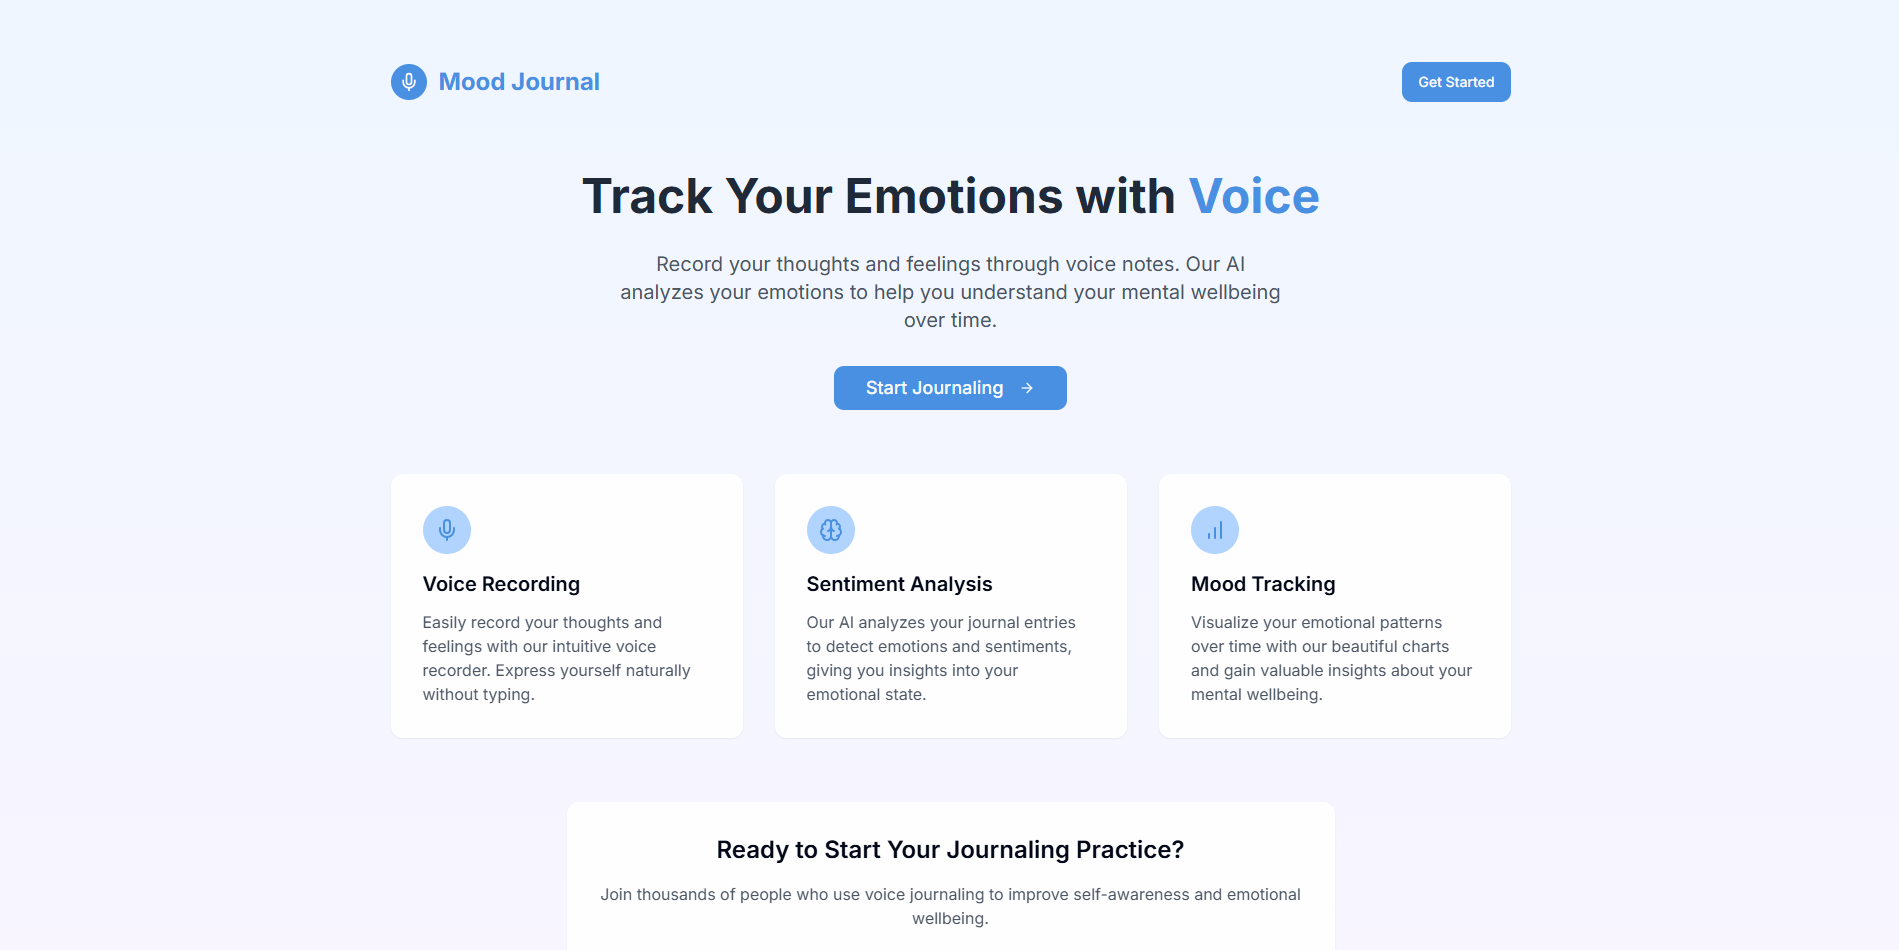 Mood Journal
Get Started
Track Your Emotions with Voice
Record your thoughts and feelings through voice notes. Our AI
analyzes your emotions to help you understand your mental wellbeing
over time.
Start Journaling
Voice Recording
Easily record your thoughts and
feelings with our intuitive voice
recorder. Express yourself naturally
without typing.
Sentiment Analysis
Our AI analyzes your journal entries
to detect emotions and sentiments,
giving you insights into your
emotional state.
Mood Tracking
Visualize your emotional patterns
over time with our beautiful charts
and gain valuable insights about your
mental wellbeing.
Ready to Start Your Journaling Practice?
Join thousands of people who use voice journaling to improve self-awareness and emotional
wellbeing.